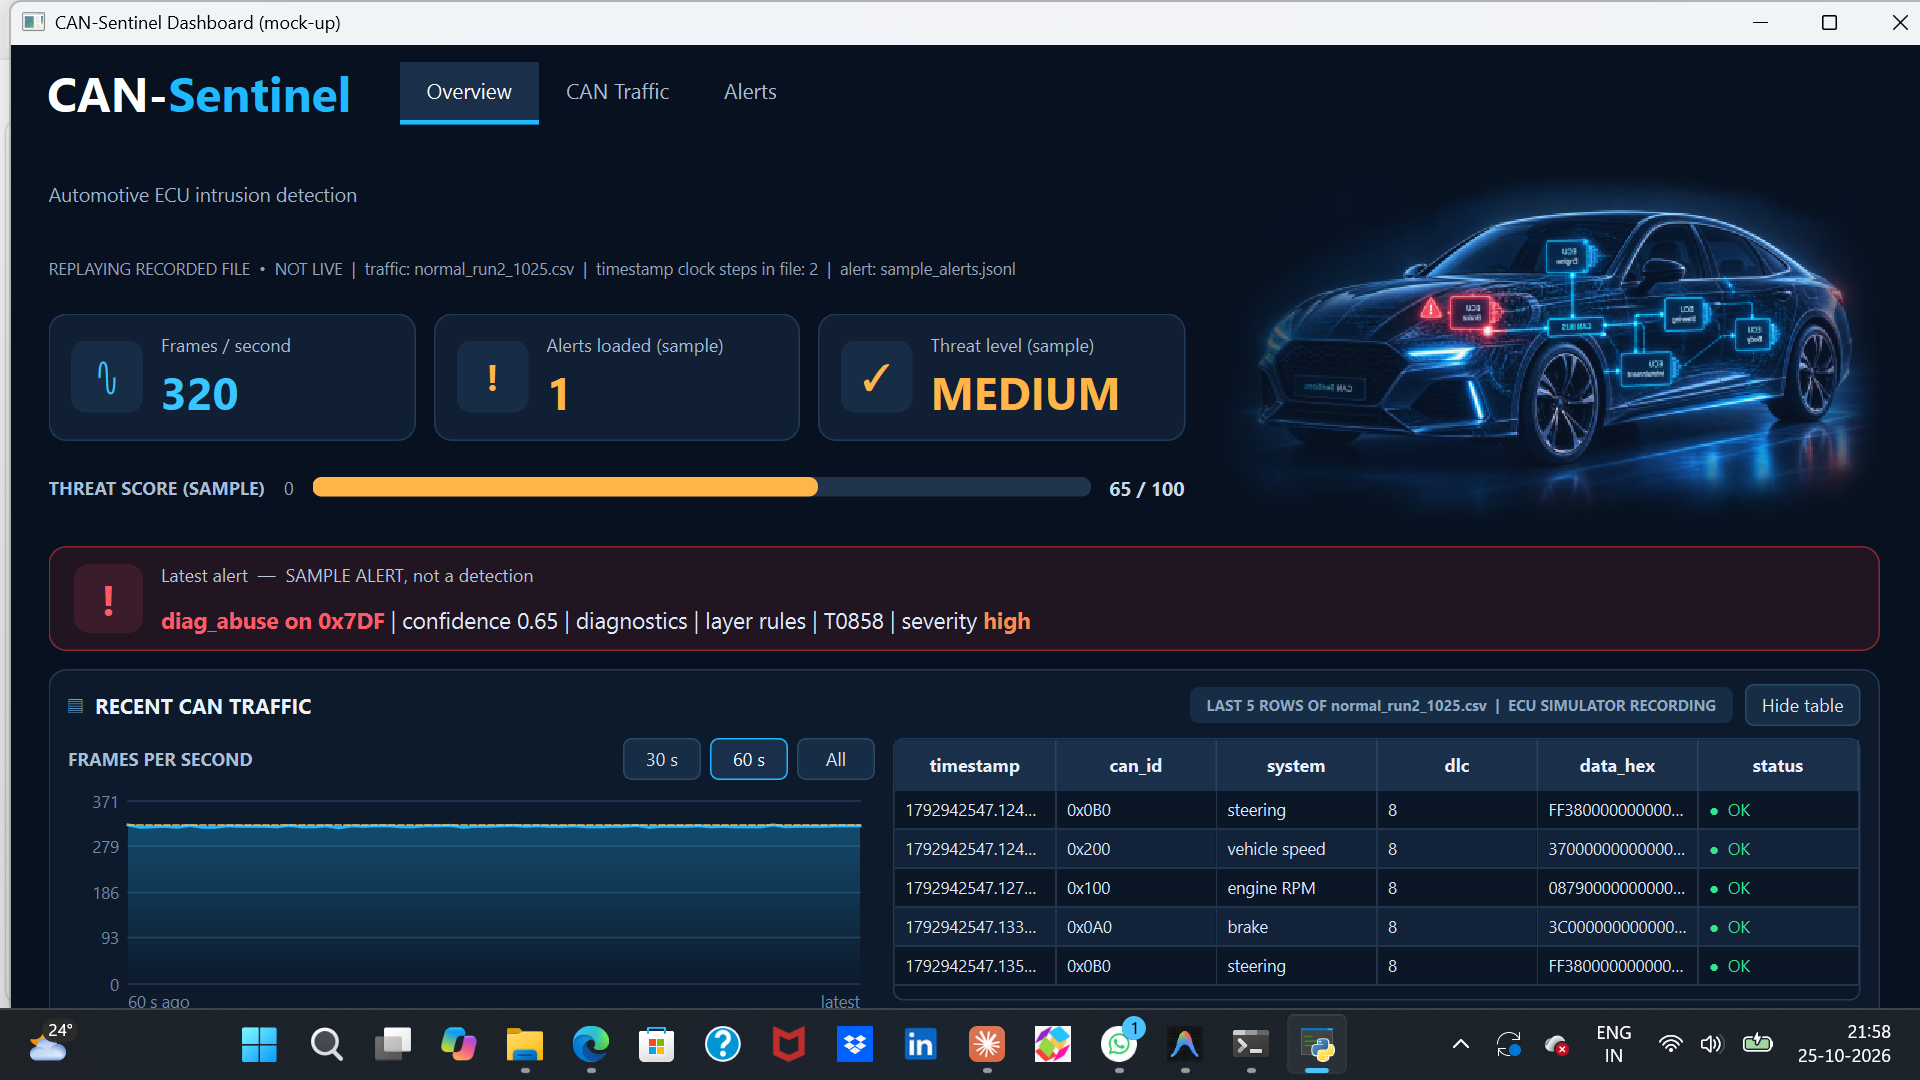 CAN-Sentinel Dashboard (mock-up)
CAN-Sentinel
Overview
CAN Traffic
Alerts
Automotive ECU intrusion detection
REPLAYING RECORDED FILE • NOT LIVE | traffic: normal_run2_1025.csv | timestamp clock steps in file: 2 | alert: sample_alerts.jsonl
Frames / second
320
!
Alerts loaded (sample)
1
✓
Threat level (sample)
MEDIUM
THREAT SCORE (SAMPLE) 0 65 / 100
!
Latest alert — SAMPLE ALERT, not a detection
diag_abuse on 0x7DF | confidence 0.65 | diagnostics | layer rules | T0858 | severity high
RECENT CAN TRAFFIC
LAST 5 ROWS OF normal_run2_1025.csv | ECU SIMULATOR RECORDING
Hide table
FRAMES PER SECOND
30 s
60 s
All
371
279
186
93
0
60 s ago
latest
timestamp can_id system dlc data_hex status
1792942547.124... 0x0B0 steering 8 FF380000000000... OK
1792942547.124... 0x200 vehicle speed 8 37000000000000... OK
1792942547.127... 0x100 engine RPM 8 08790000000000... OK
1792942547.133... 0x0A0 brake 8 3C000000000000... OK
1792942547.135... 0x0B0 steering 8 FF380000000000... OK
24°
1
ENG
IN
21:58
25-10-2026